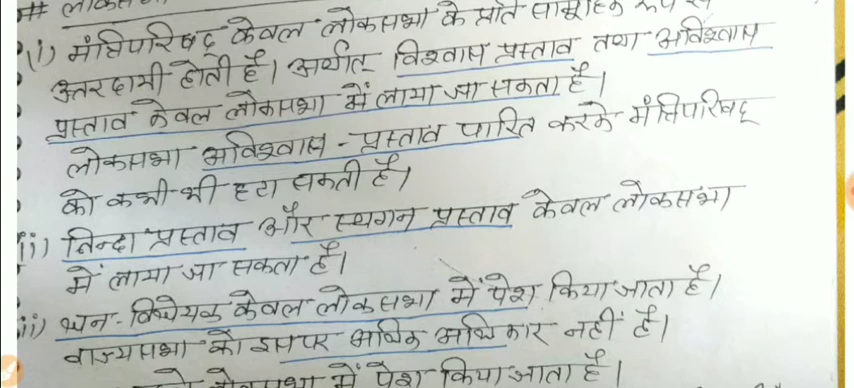 # लोकसभा
(i) मंत्रिपरिषद् केवल लोकसभा के प्रति सामूहिक रूप से
उत्तरदायी होती है। अर्थात् विश्वास प्रस्ताव तथा अविश्वास
प्रस्ताव केवल लोकसभा में लाया जा सकता है।
लोकसभा अविश्वास - प्रस्ताव पारित करके मंत्रिपरिषद्
को कभी भी हटा सकती है।
ii) निन्दा प्रस्ताव और स्थगन प्रस्ताव केवल लोकसभा
में लाया जा सकता है।
ii) धन - विधेयक केवल लोकसभा में पेश किया जाता है।
राज्यसभा को इसपर अधिक अधिकार नहीं है।
लोकसभा में पेश किया जाता है।